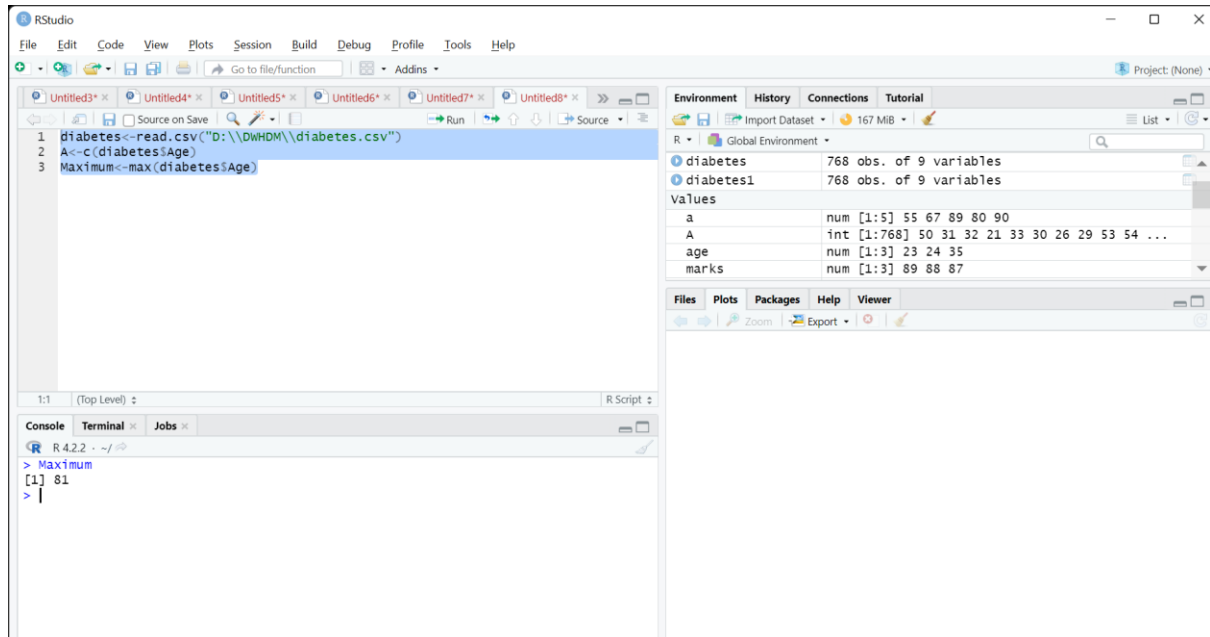 RStudio
File Edit Code View Plots Session Build Debug Profile Tools Help
Go to file/function Addins Project: (None)
Untitled3* Untitled4* Untitled5* Untitled6* Untitled7* Untitled8*
Source on Save Run Source
1 diabetes<-read.csv("D:\\DWHDM\\diabetes.csv")
2 A<-c(diabetes$Age)
3 Maximum<-max(diabetes$Age)
1:1 (Top Level) R Script
Console Terminal Jobs
R 4.2.2 · ~/
> Maximum
[1] 81
>
Environment History Connections Tutorial
Import Dataset 167 MiB List
R Global Environment
diabetes 768 obs. of 9 variables
diabetes1 768 obs. of 9 variables
Values
a num [1:5] 55 67 89 80 90
A int [1:768] 50 31 32 21 33 30 26 29 53 54 ...
age num [1:3] 23 24 35
marks num [1:3] 89 88 87
Files Plots Packages Help Viewer
Zoom Export